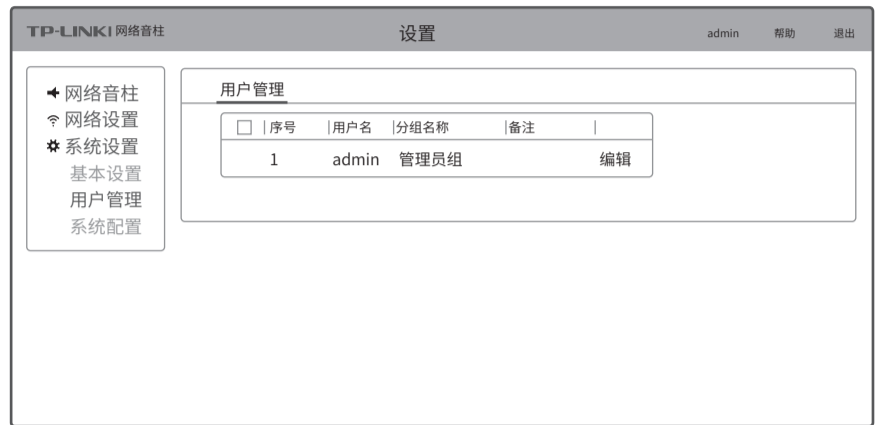 TP-LINK| 网络音柱 设置 admin 帮助 退出
网络音柱
网络设置
系统设置
基本设置
用户管理
系统配置
用户管理
序号 |用户名 |分组名称 |备注 |
1 admin 管理员组 编辑